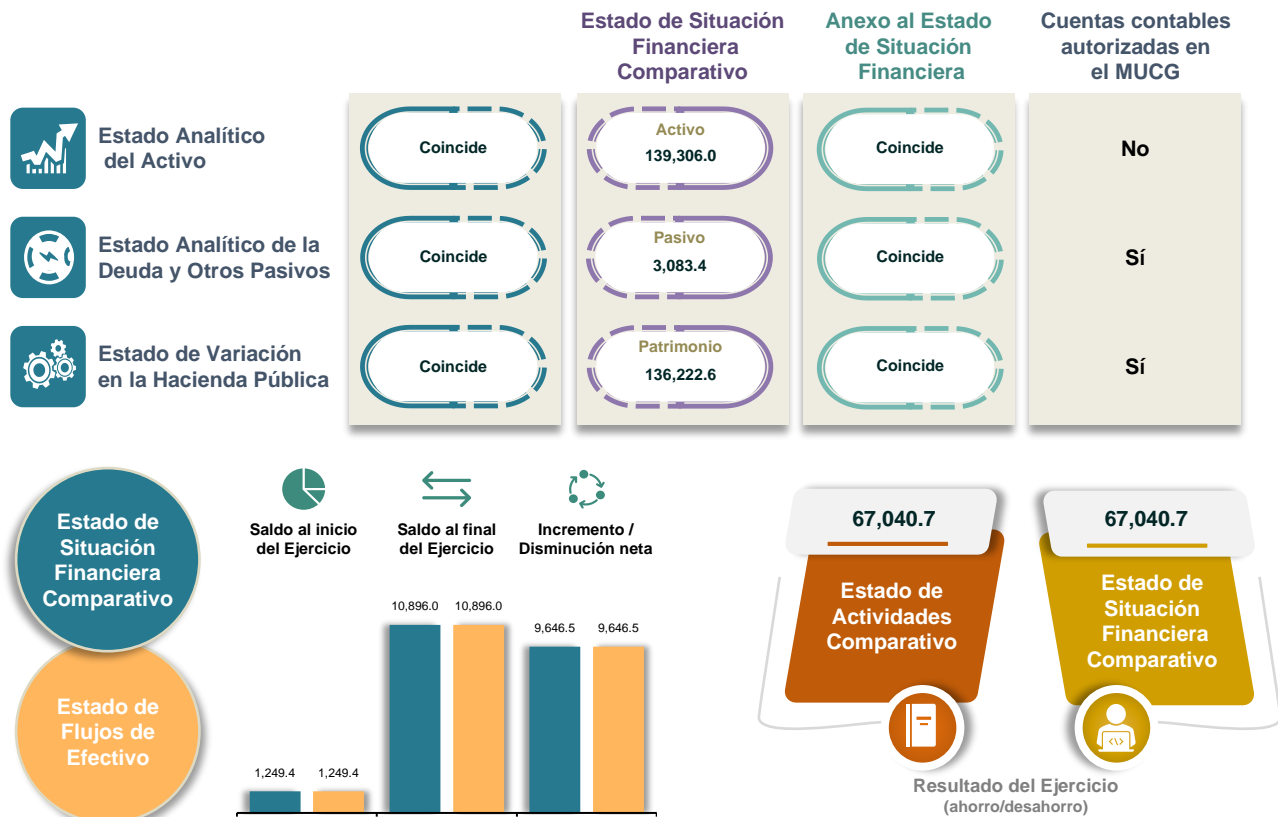 Estado de Situación
Financiera
Comparativo
Anexo al Estado
de Situación
Financiera
Cuentas contables
autorizadas en
el MUCG
Estado Analítico
del Activo
Coincide
Activo
139,306.0
Coincide
No
Estado Analítico de la
Deuda y Otros Pasivos
Coincide
Pasivo
3,083.4
Coincide
Sí
Estado de Variación
en la Hacienda Pública
Coincide
Patrimonio
136,222.6
Coincide
Sí
Estado de
Situación
Financiera
Comparativo
Estado de
Flujos de
Efectivo
Saldo al inicio
del Ejercicio
Saldo al final
del Ejercicio
Incremento /
Disminución neta
1,249.4
1,249.4
10,896.0
10,896.0
9,646.5
9,646.5
67,040.7
Estado de
Actividades
Comparativo
67,040.7
Estado de
Situación
Financiera
Comparativo
Resultado del Ejercicio
(ahorro/desahorro)